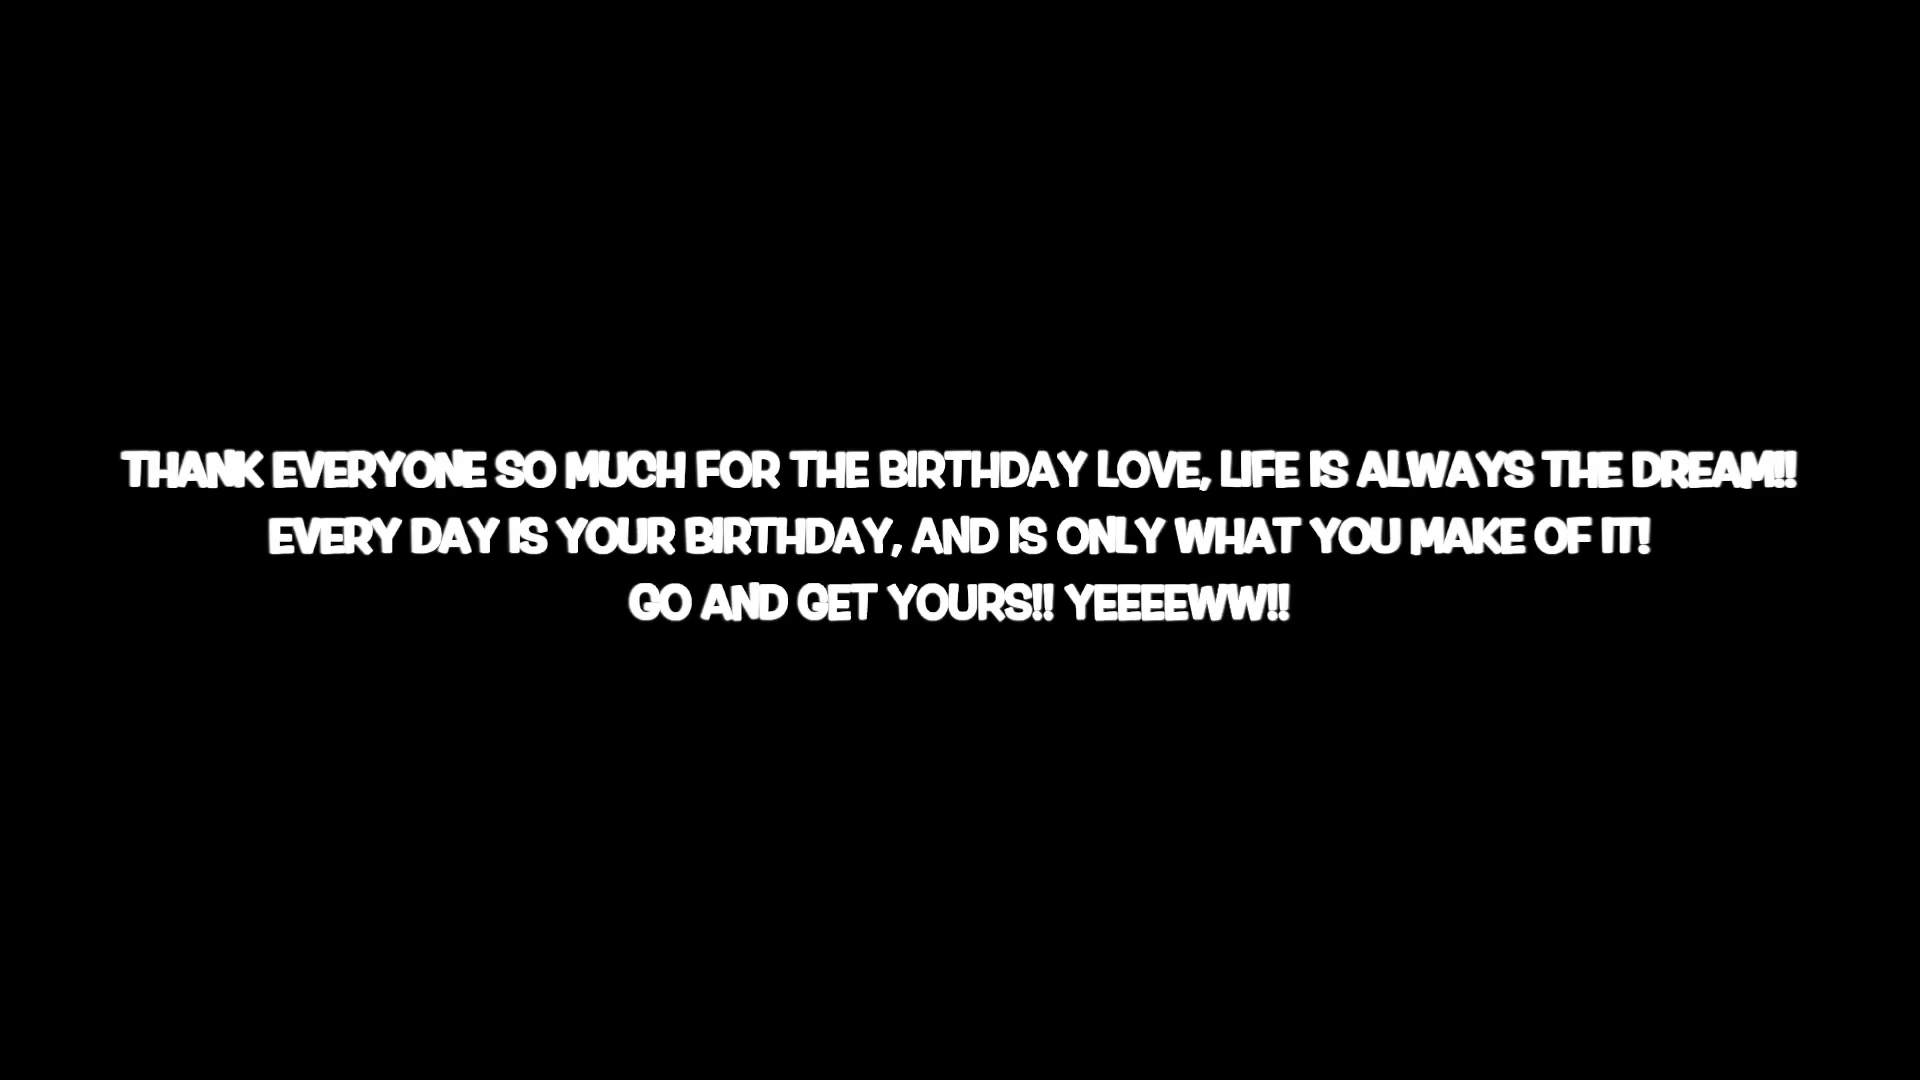 THANK EVERYONE SO MUCH FOR THE BIRTHDAY LOVE, LIFE IS ALWAYS THE DREAM!!
EVERY DAY IS YOUR BIRTHDAY, AND IS ONLY WHAT YOU MAKE OF IT!
GO AND GET YOURS!! YEEEEWW!!